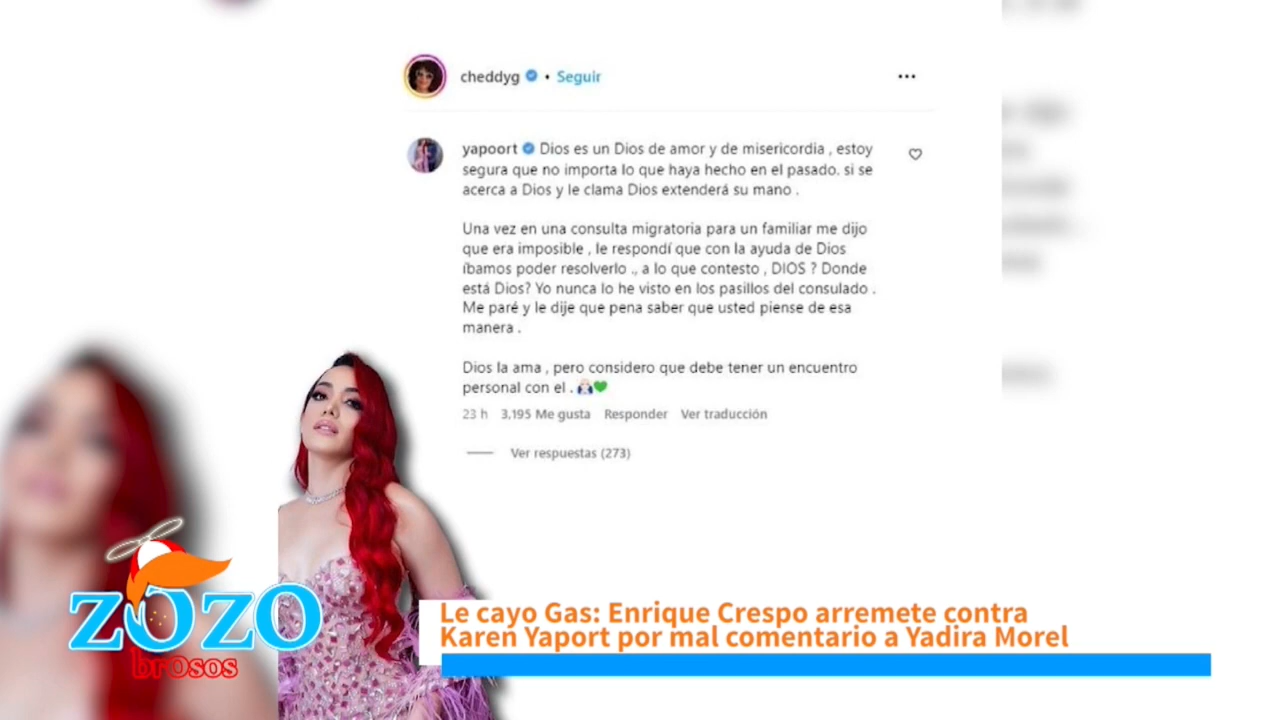 cheddyg • Seguir
yapoort Dios es un Dios de amor y de misericordia , estoy
segura que no importa lo que haya hecho en el pasado. si se
acerca a Dios y le clama Dios extenderá su mano .
Una vez en una consulta migratoria para un familiar me dijo
que era imposible , le respondí que con la ayuda de Dios
íbamos poder resolverlo ., a lo que contesto , DIOS ? Donde
está Dios? Yo nunca lo he visto en los pasillos del consulado .
Me paré y le dije que pena saber que usted piense de esa
manera .
Dios la ama , pero considero que debe tener un encuentro
personal con el .
23 h 3,195 Me gusta Responder Ver traducción
Ver respuestas (273)
ZOZO
brosos
Le cayo Gas: Enrique Crespo arremete contra
Karen Yaport por mal comentario a Yadira Morel